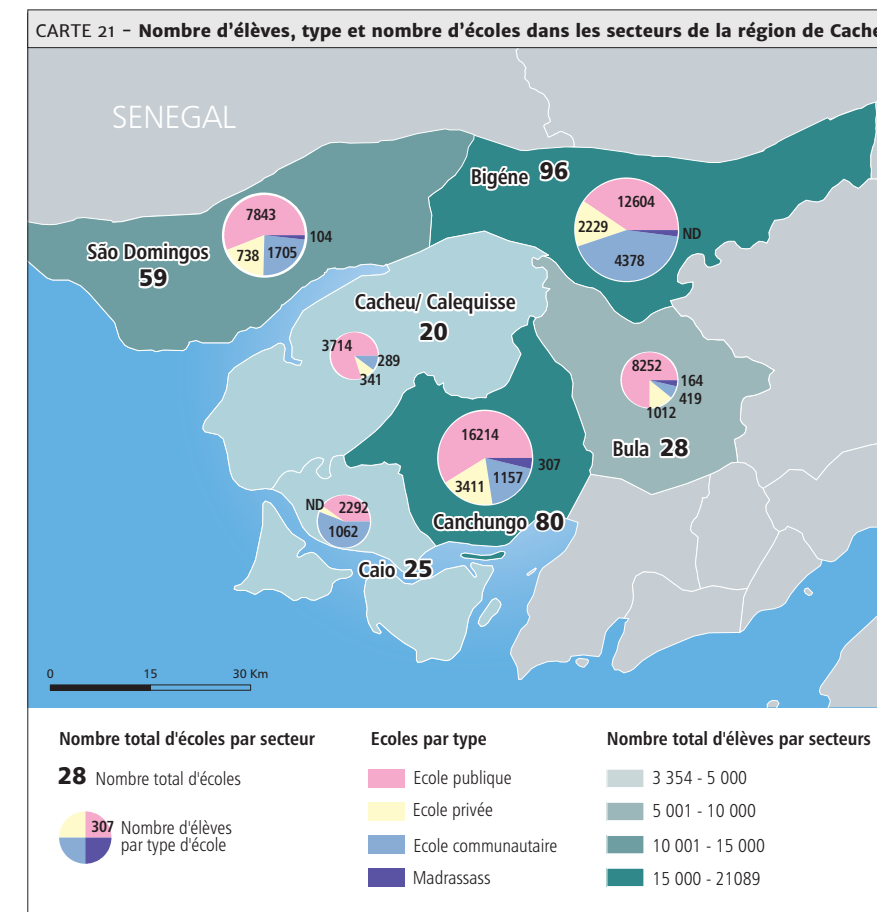 CARTE 21 – Nombre d'élèves, type et nombre d'écoles dans les secteurs de la région de Cache
SENEGAL
Bigéne 96
12604
2229
ND
4378
7843
104
738
1705
São Domingos
59
Cacheu/ Calequisse
20
3714
289
341
8252
164
419
1012
Bula 28
16214
307
3411
1157
Canchungo 80
ND
2292
1062
Caio 25
0 15 30 Km
Nombre total d'écoles par secteur
28 Nombre total d'écoles
307 Nombre d'élèves
par type d'école
Ecoles par type
Ecole publique
Ecole privée
Ecole communautaire
Madrassass
Nombre total d'élèves par secteurs
3 354 - 5 000
5 001 - 10 000
10 001 - 15 000
15 000 - 21089